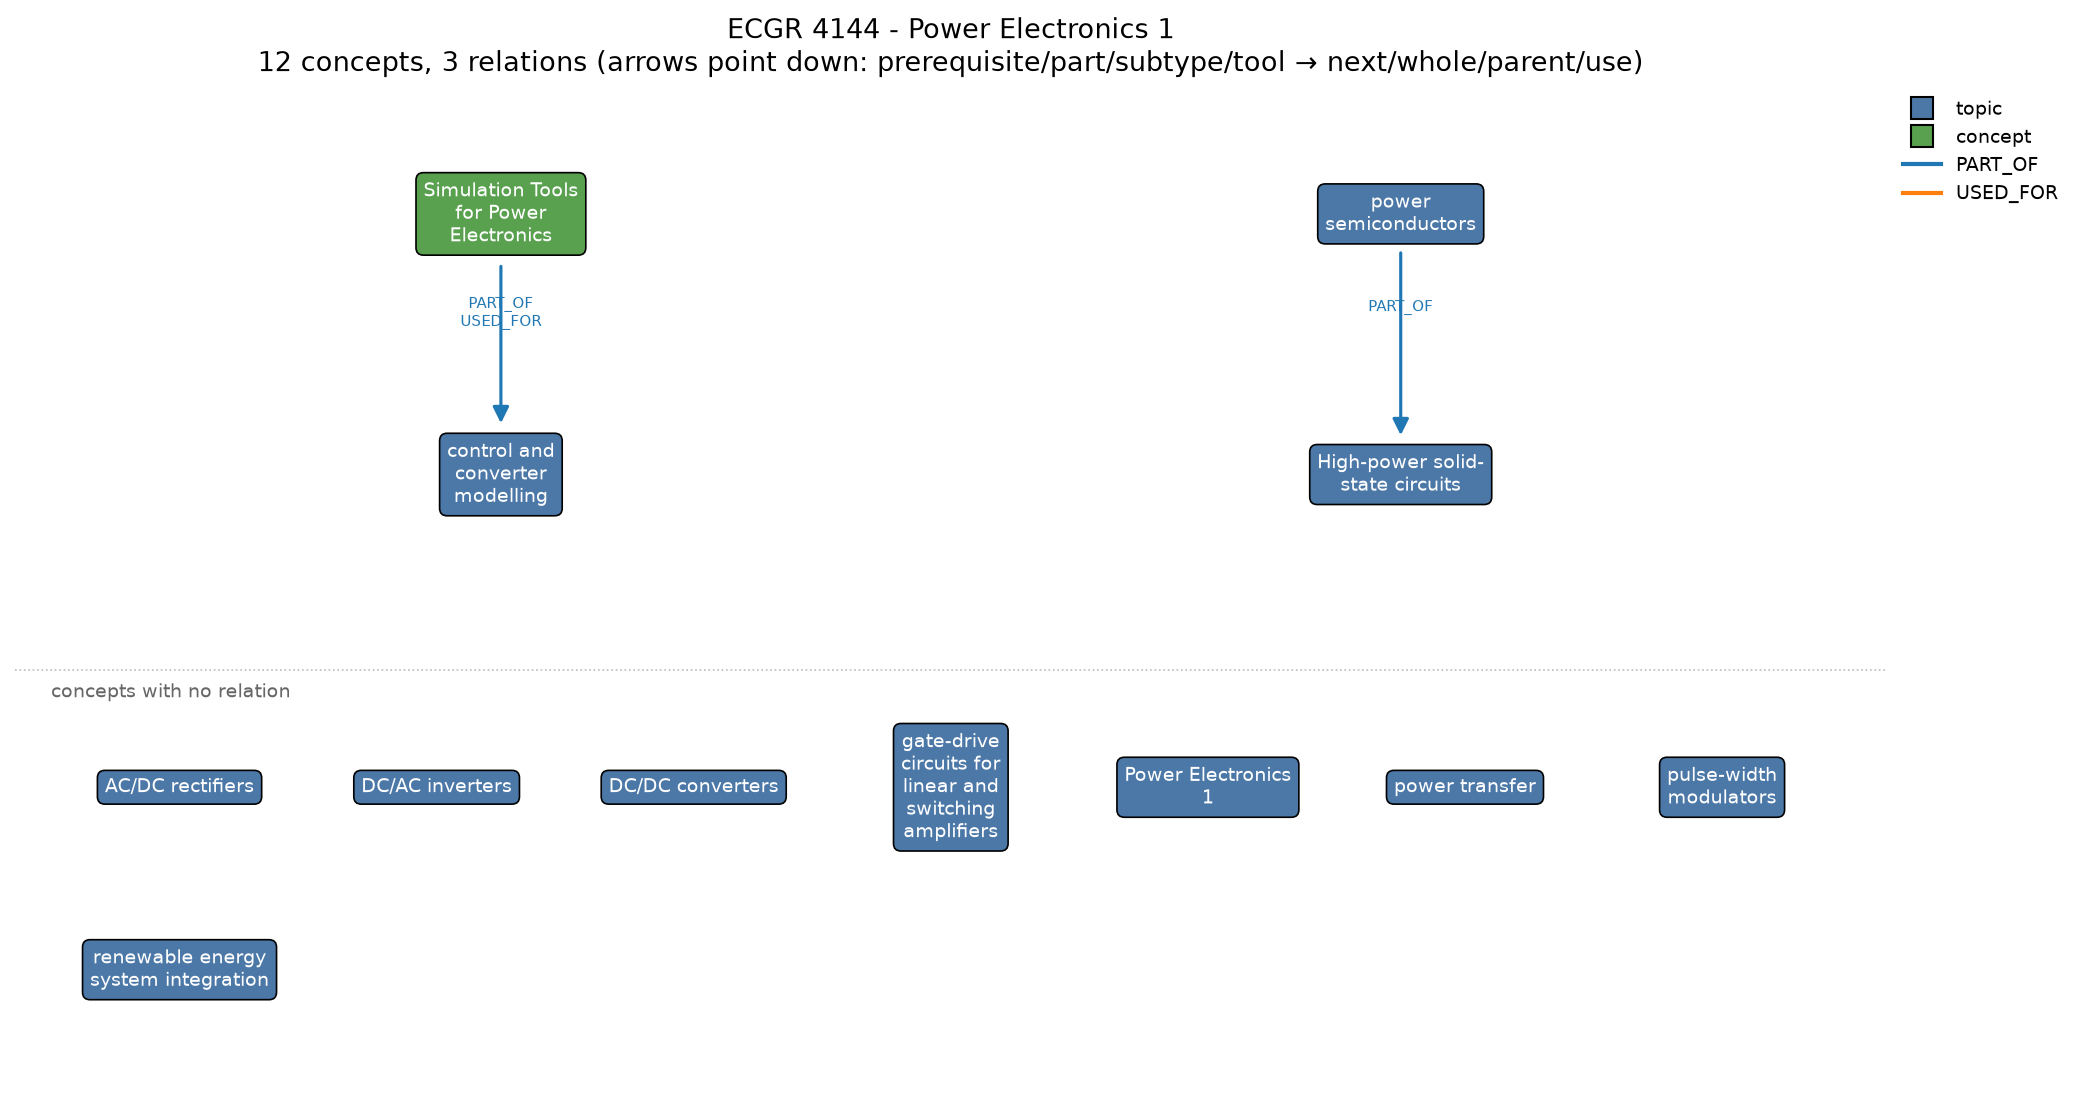 ECGR 4144 - Power Electronics 1
12 concepts, 3 relations (arrows point down: prerequisite/part/subtype/tool → next/whole/parent/use)
topic
concept
PART_OF
USED_FOR
Simulation Tools
for Power
Electronics
power
semiconductors
PART_OF
USED_FOR
PART_OF
control and
converter
modelling
High-power solid-
state circuits
concepts with no relation
AC/DC rectifiers
DC/AC inverters
DC/DC converters
gate-drive
circuits for
linear and
switching
amplifiers
Power Electronics
1
power transfer
pulse-width
modulators
renewable energy
system integration